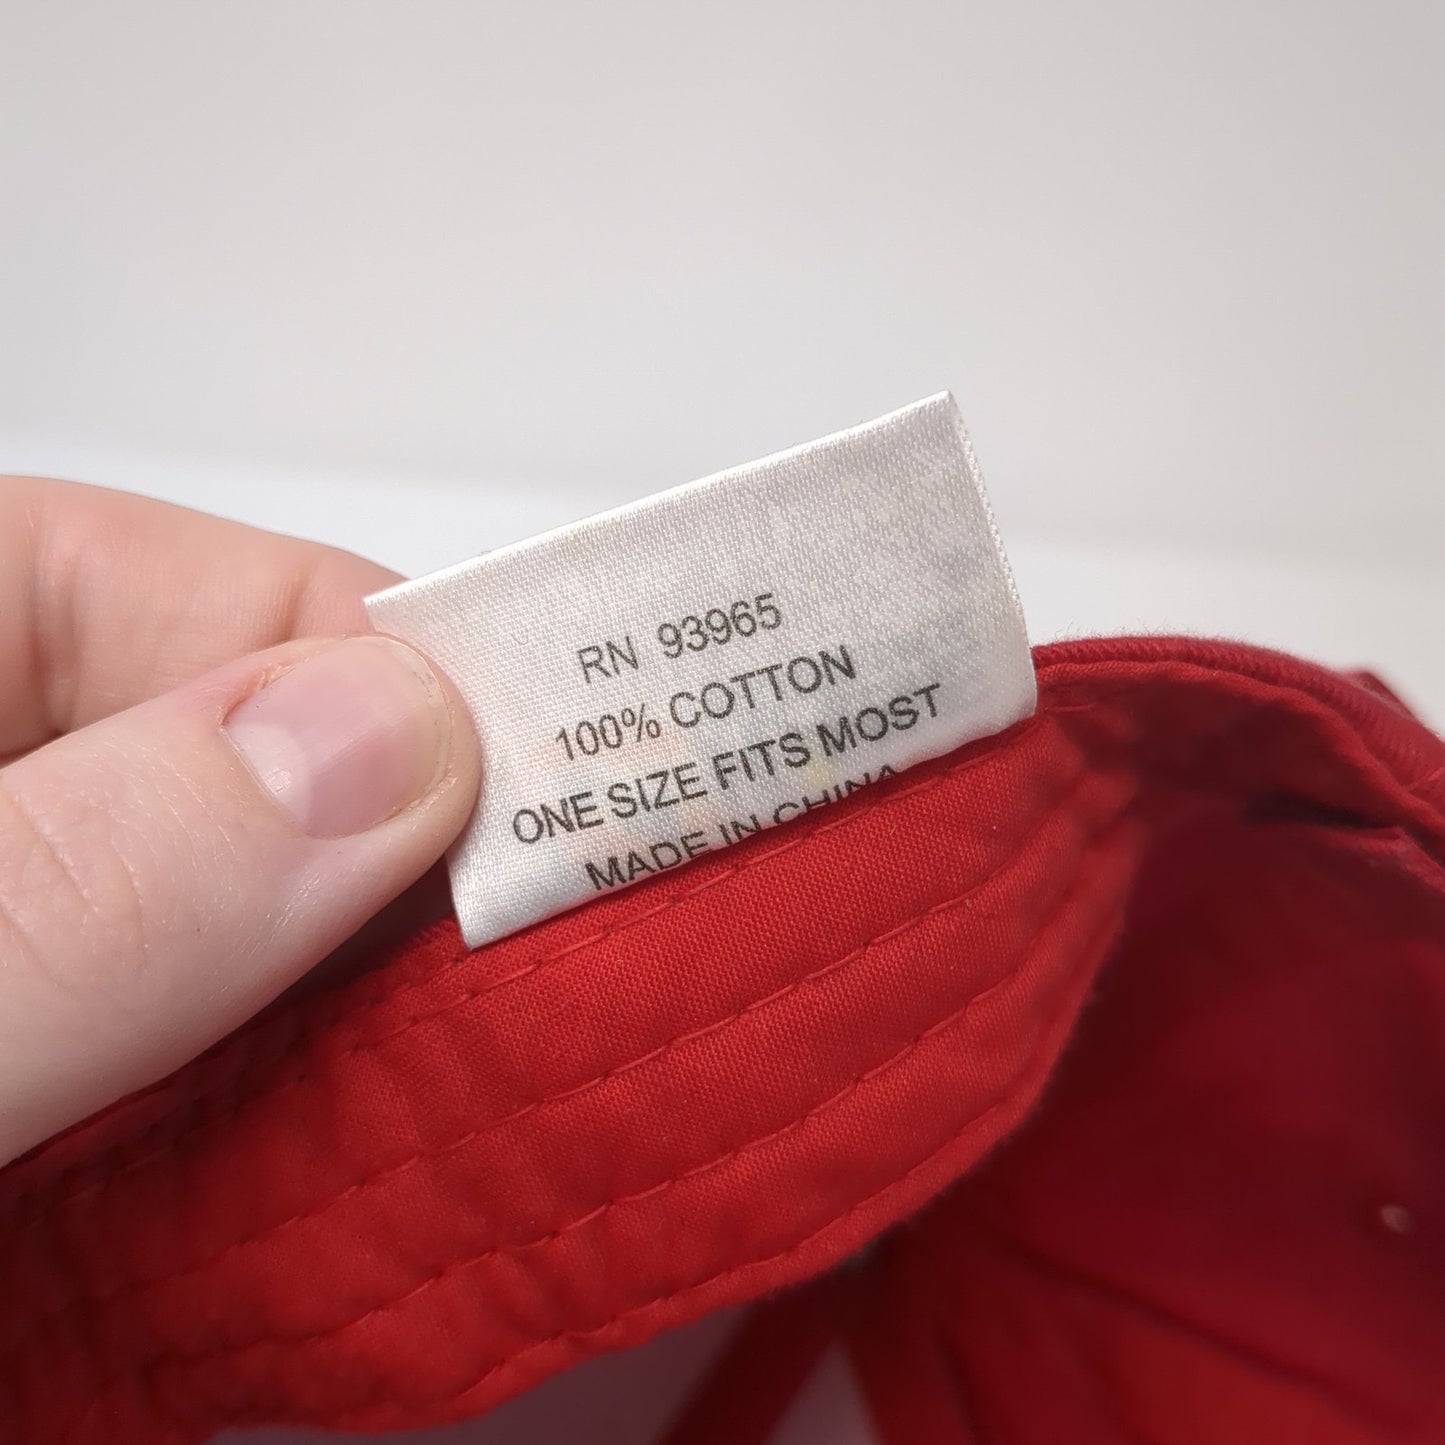 RN 93965
100% COTTON
ONE SIZE FITS MOST
MADE IN CHINA